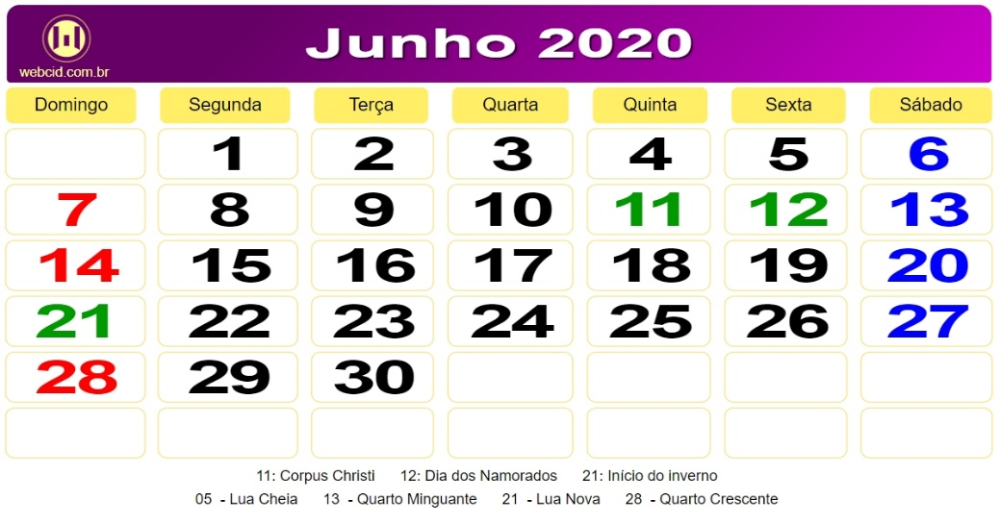 Junho 2020
webcid.com.br
Domingo Segunda Terça Quarta Quinta Sexta Sábado
1 2 3 4 5 6
7 8 9 10 11 12 13
14 15 16 17 18 19 20
21 22 23 24 25 26 27
28 29 30
11: Corpus Christi 12: Dia dos Namorados 21: Início do inverno
05 - Lua Cheia 13 - Quarto Minguante 21 - Lua Nova 28 - Quarto Crescente